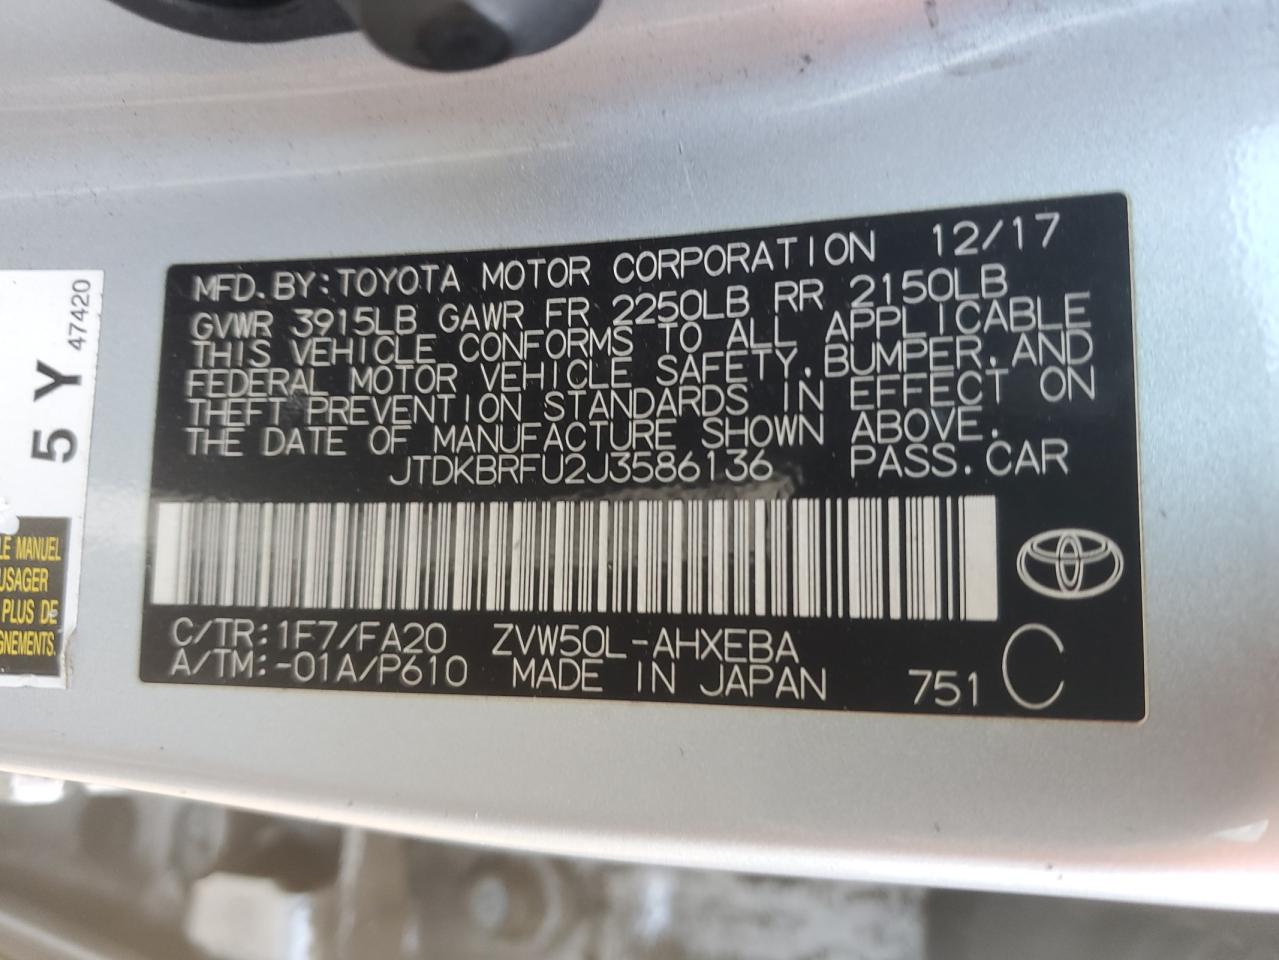 MFD. BY: TOYOTA MOTOR CORPORATION 12/17
GVWR 3915LB GAWR FR 2250LB RR 2150LB
THIS VEHICLE CONFORMS TO ALL APPLICABLE
FEDERAL MOTOR VEHICLE SAFETY, BUMPER, AND
THEFT PREVENTION STANDARDS IN EFFECT ON
THE DATE OF MANUFACTURE SHOWN ABOVE.
JTDKBRFU2J3586136 PASS. CAR
C/TR: 1F7/FA20 ZVW50L-AHXEBA
A/TM: -01A/P610 MADE IN JAPAN 751 C
5 Y
47420
LE MANUEL
USAGER
PLUS DE
GNEMENTS.